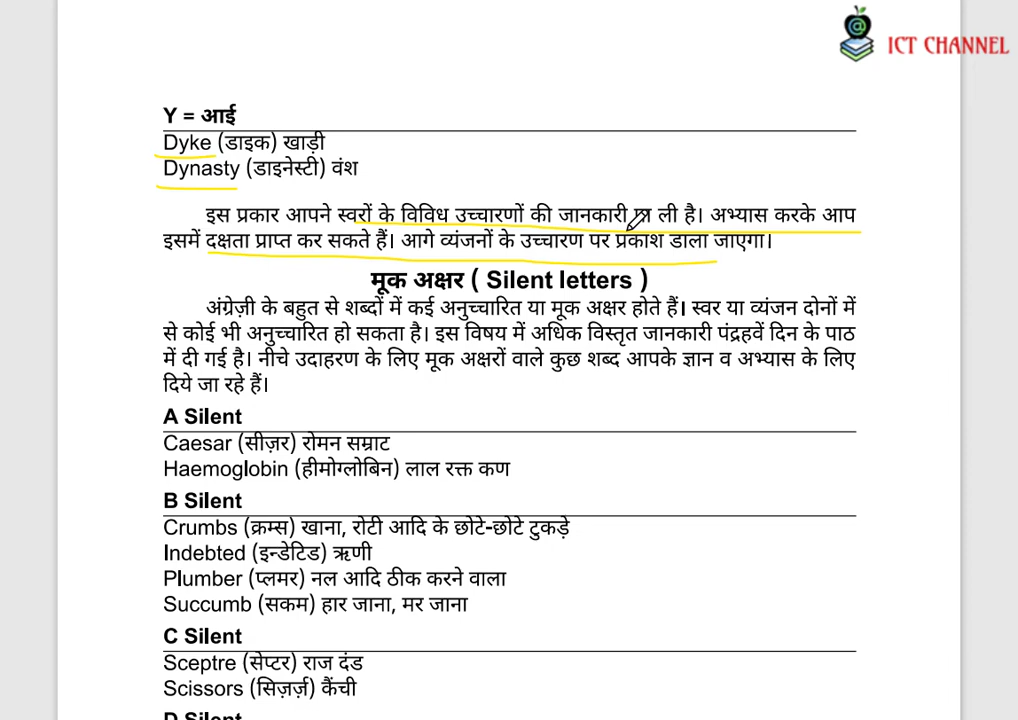 ICT CHANNEL
Y = आई
Dyke (डाइक) खाड़ी
Dynasty (डाइनेस्टी) वंश
इस प्रकार आपने स्वरों के विविध उच्चारणों की जानकारी ली है। अभ्यास करके आप
इसमें दक्षता प्राप्त कर सकते हैं। आगे व्यंजनों के उच्चारण पर प्रकाश डाला जाएगा।
मूक अक्षर ( Silent letters )
अंग्रेज़ी के बहुत से शब्दों में कई अनुच्चारित या मूक अक्षर होते हैं। स्वर या व्यंजन दोनों में
से कोई भी अनुच्चारित हो सकता है। इस विषय में अधिक विस्तृत जानकारी पंद्रहवें दिन के पाठ
में दी गई है। नीचे उदाहरण के लिए मूक अक्षरों वाले कुछ शब्द आपके ज्ञान व अभ्यास के लिए
दिये जा रहे हैं।
A Silent
Caesar (सीज़र) रोमन सम्राट
Haemoglobin (हीमोग्लोबिन) लाल रक्त कण
B Silent
Crumbs (क्रम्स) खाना, रोटी आदि के छोटे-छोटे टुकड़े
Indebted (इन्डेटिड) ऋणी
Plumber (प्लमर) नल आदि ठीक करने वाला
Succumb (सकम) हार जाना, मर जाना
C Silent
Sceptre (सेप्टर) राज दंड
Scissors (सिज़र्ज़) कैंची
D Silent